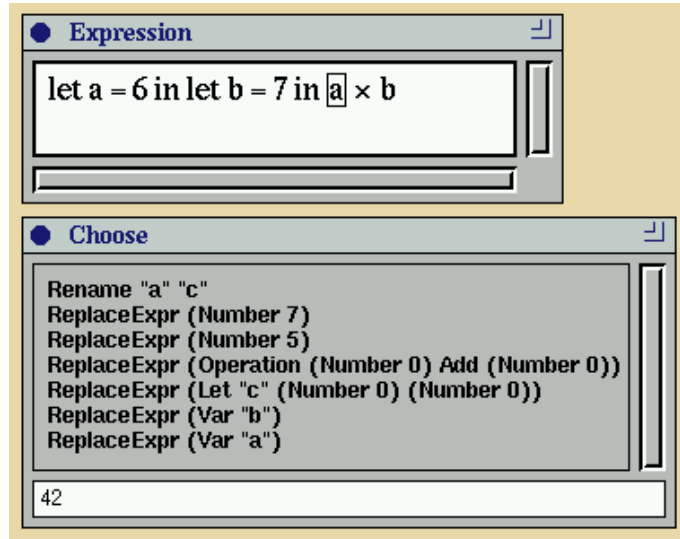 Expression
let a = 6 in let b = 7 in a × b
Choose
Rename "a" "c"
ReplaceExpr (Number 7)
ReplaceExpr (Number 5)
ReplaceExpr (Operation (Number 0) Add (Number 0))
ReplaceExpr (Let "c" (Number 0) (Number 0))
ReplaceExpr (Var "b")
ReplaceExpr (Var "a")
42